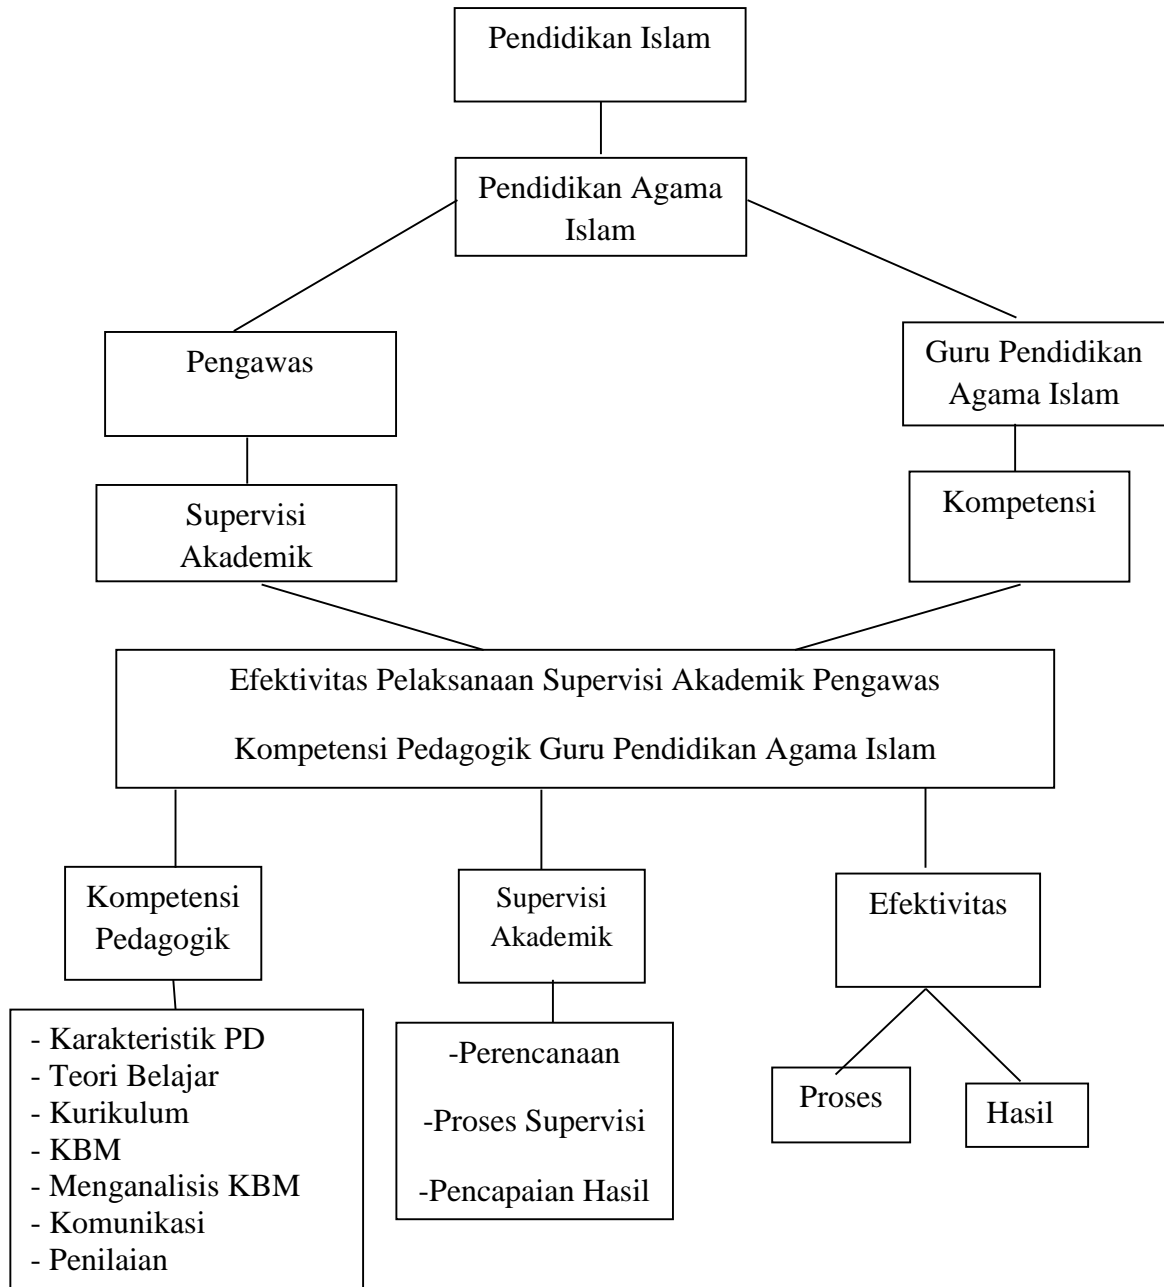 Pendidikan Islam
Pendidikan Agama
Islam
Pengawas
Guru Pendidikan
Agama Islam
Supervisi
Akademik
Kompetensi
Efektivitas Pelaksanaan Supervisi Akademik Pengawas
Kompetensi Pedagogik Guru Pendidikan Agama Islam
Kompetensi
Pedagogik
Supervisi
Akademik
Efektivitas
- Karakteristik PD
- Teori Belajar
- Kurikulum
- KBM
- Menganalisis KBM
- Komunikasi
- Penilaian
-Perencanaan
-Proses Supervisi
-Pencapaian Hasil
Proses
Hasil